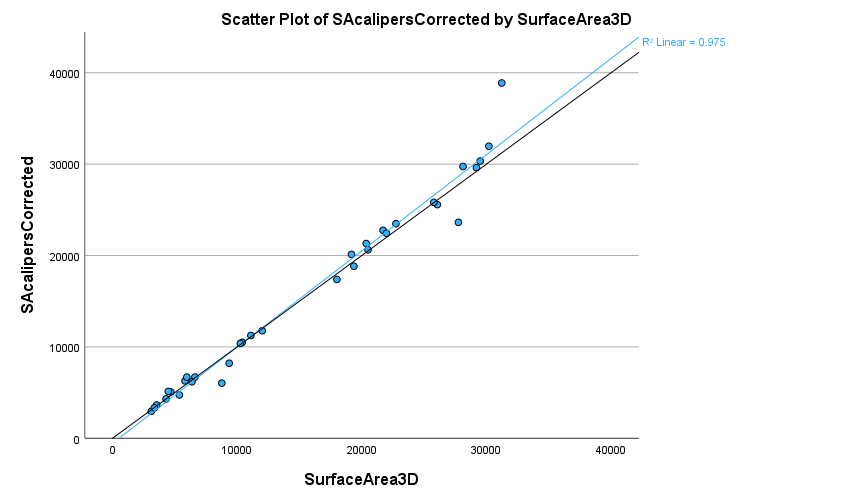 Scatter Plot of SAcalipersCorrected by SurfaceArea3D
R² Linear = 0.975
40000
30000
20000
10000
0
SAcalipersCorrected
0 10000 20000 30000 40000
SurfaceArea3D